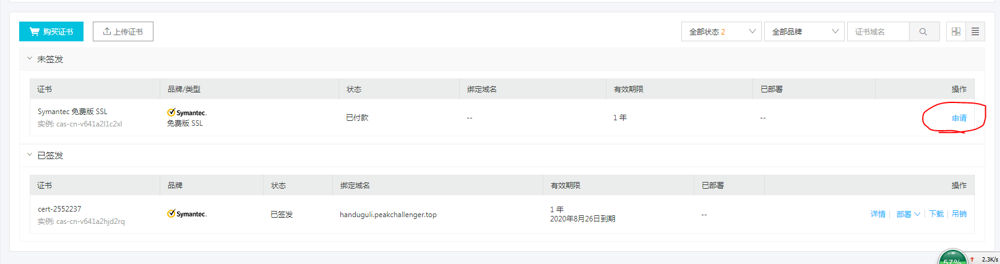 购买证书 上传证书 全部状态 2 全部品牌 证书域名
未签发
证书 品牌/类型 状态 绑定域名 有效期限 已部署 操作
Symantec 免费版 SSL
实例: cas-cn-v641a2l1c2xl
Symantec.
免费版 SSL
已付款 -- 1 年 -- 申请
已签发
证书 品牌 状态 绑定域名 有效期限 已部署 操作
cert-2552237
实例: cas-cn-v641a2hjd2rq
Symantec.
已签发 handuguli.peakchallenger.top
1 年
2020年8月26日到期
-- 详情 部署 下载 吊销
57% 2.3K/s